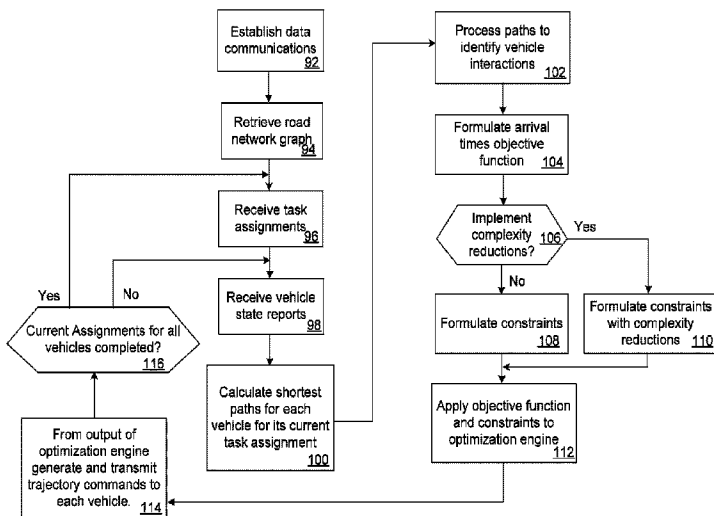 Establish data
communications
92
Retrieve road
network graph
94
Receive task
assignments
96
Receive vehicle
state reports
98
Calculate shortest
paths for each
vehicle for its current
task assignment
100
Process paths to
identify vehicle
interactions
102
Formulate arrival
times objective
function
104
Implement
complexity
reductions?
106
Yes
No
Formulate constraints
108
Formulate constraints
with complexity
reductions
110
Apply objective function
and constraints to
optimization engine
112
From output of
optimization engine
generate and transmit
trajectory commands to
each vehicle.
114
Current Assignments for all
vehicles completed?
116
Yes
No